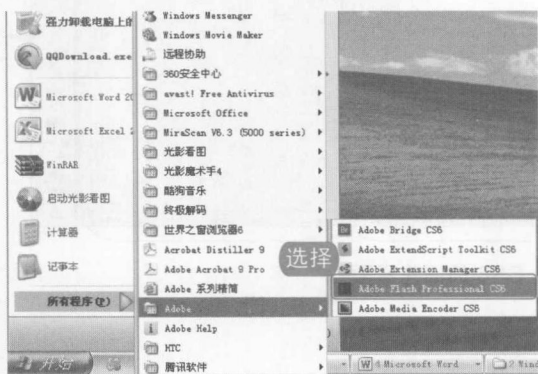 强力卸载电脑上的
QQDownload.exe
Microsoft Word 20
Microsoft Excel 2
WinRAR
启动光影看图
计算器
记事本
所有程序(P)
开始
Windows Messenger
Windows Movie Maker
远程协助
360安全中心
avast! Free Antivirus
Microsoft Office
MiraScan V6.3 (5000 series)
光影看图
光影魔术手4
酷狗音乐
终极解码
世界之窗浏览器6
Acrobat Distiller 9
Adobe Acrobat 9 Pro
Adobe 系列精简
Adobe
Adobe Help
HTC
腾讯软件
选择
Adobe Bridge CS6
Adobe ExtendScript Toolkit CS6
Adobe Extension Manager CS6
Adobe Flash Professional CS6
Adobe Media Encoder CS6
4 Microsoft Word
2 Wind